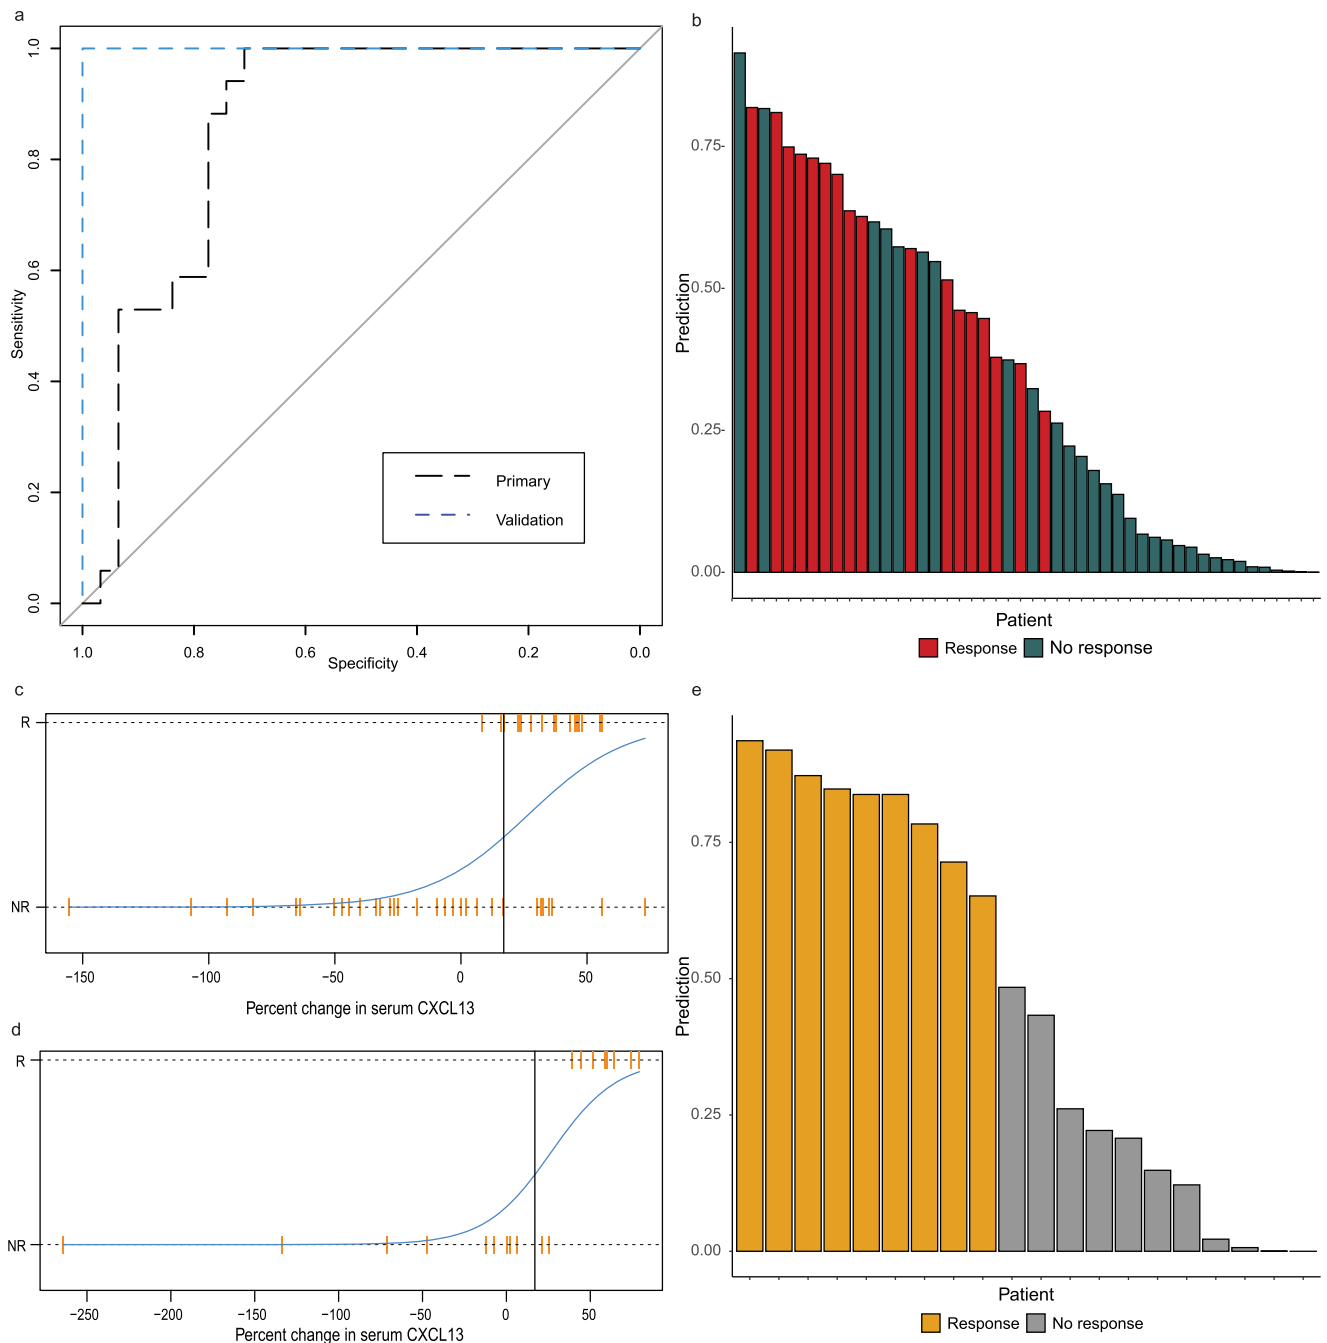 a
1.0
0.8
0.6
0.4
0.2
0.0
Sensitivity
Primary
Validation
1.0
0.8
0.6
0.4
0.2
0.0
Specificity
b
0.75-
0.50-
0.25-
0.00-
Prediction
Patient
Response
No response
c
R
NR
−150
−100
−50
0
50
Percent change in serum CXCL13
d
R
NR
−250
−200
−150
−100
−50
0
50
Percent change in serum CXCL13
e
0.75
0.50
0.25
0.00
Prediction
Patient
Response
No response